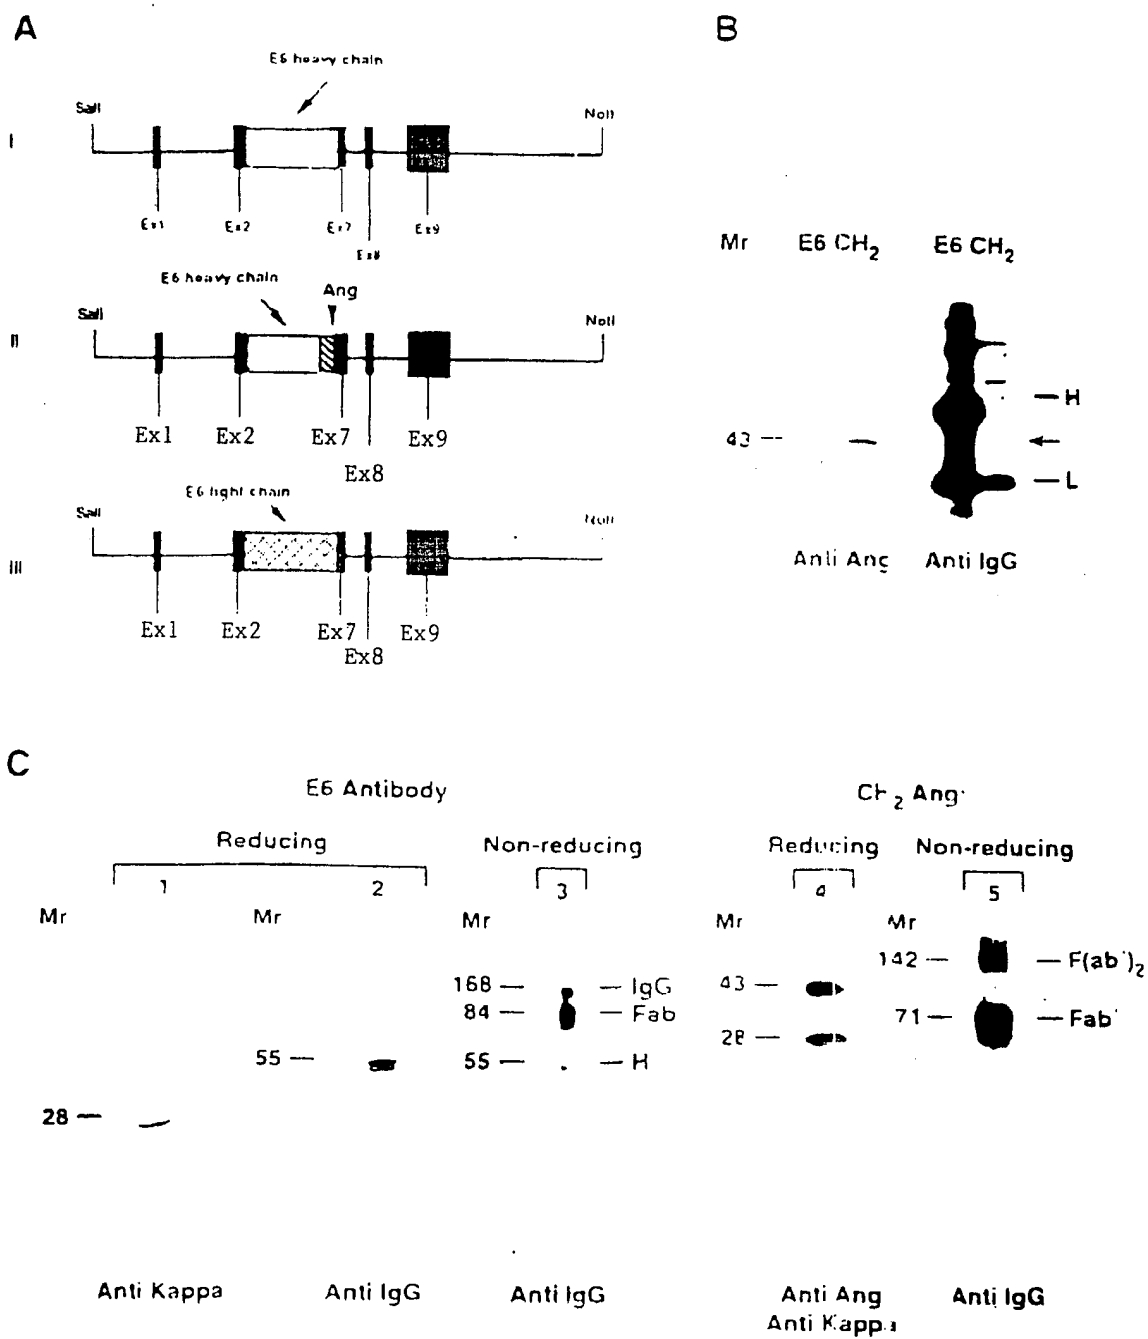 A
E6 heavy chain
SalI
NotI
I
Ex1
Ex2
Ex7
Ex8
Ex9
E6 heavy chain
Ang
SalI
NotI
II
Ex1
Ex2
Ex7
Ex8
Ex9
E6 light chain
SalI
NotI
III
Ex1
Ex2
Ex7
Ex8
Ex9
B
Mr E6 CH2 E6 CH2
H
43
L
Anti Ang Anti IgG
C
E6 Antibody
CH2 Ang
Reducing Non-reducing Reducing Non-reducing
1 2 3 4 5
Mr Mr Mr Mr Mr
142 F(ab')2
168 IgG 43
84 Fab 71 Fab'
28
55 55 H
28
Anti Kappa Anti IgG Anti IgG Anti Ang Anti IgG
Anti Kappa